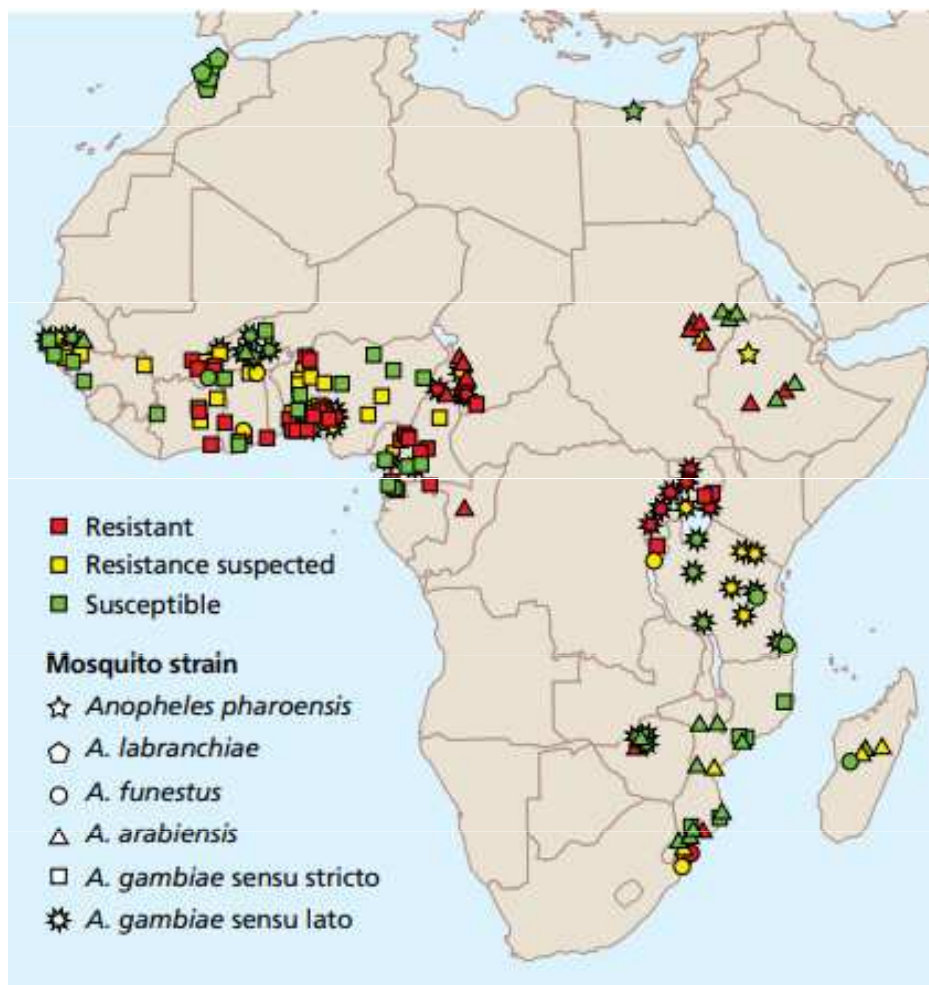 Resistant
Resistance suspected
Susceptible
Mosquito strain
Anopheles pharoensis
A. labranchiae
A. funestus
A. arabiensis
A. gambiae sensu stricto
A. gambiae sensu lato